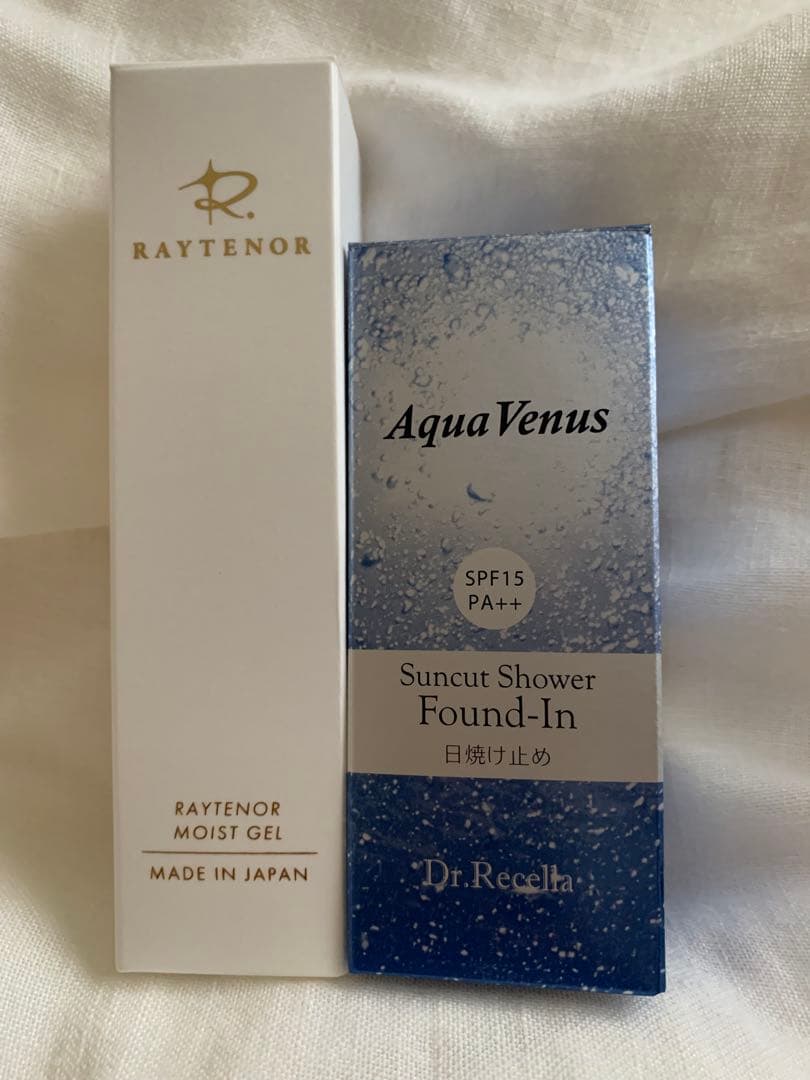 R.
RAYTENOR
RAYTENOR
MOIST GEL
MADE IN JAPAN
Aqua Venus
SPF15
PA++
Suncut Shower
Found-In
日焼け止め
Dr.Recella